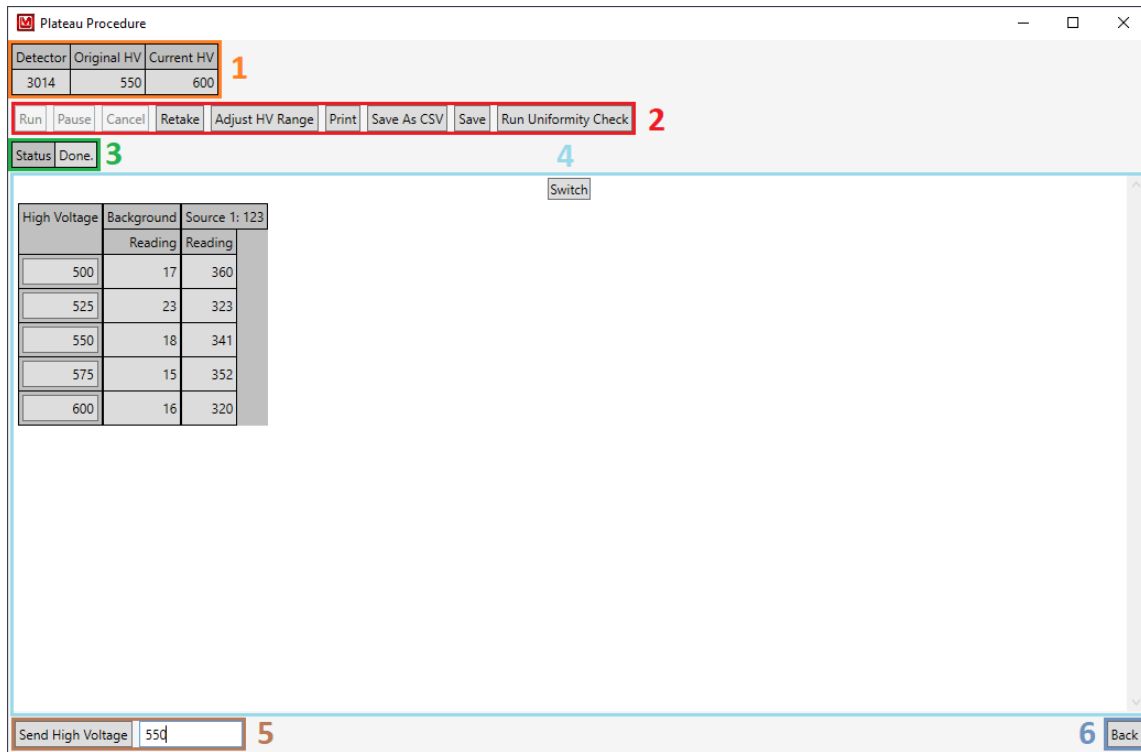 Plateau Procedure
Detector Original HV Current HV
3014 550 600
1
Run Pause Cancel Retake Adjust HV Range Print Save As CSV Save Run Uniformity Check
2
Status Done.
3
4
Switch
High Voltage Background Source 1: 123
Reading Reading
500 17 360
525 23 323
550 18 341
575 15 352
600 16 320
Send High Voltage 550
5
6
Back